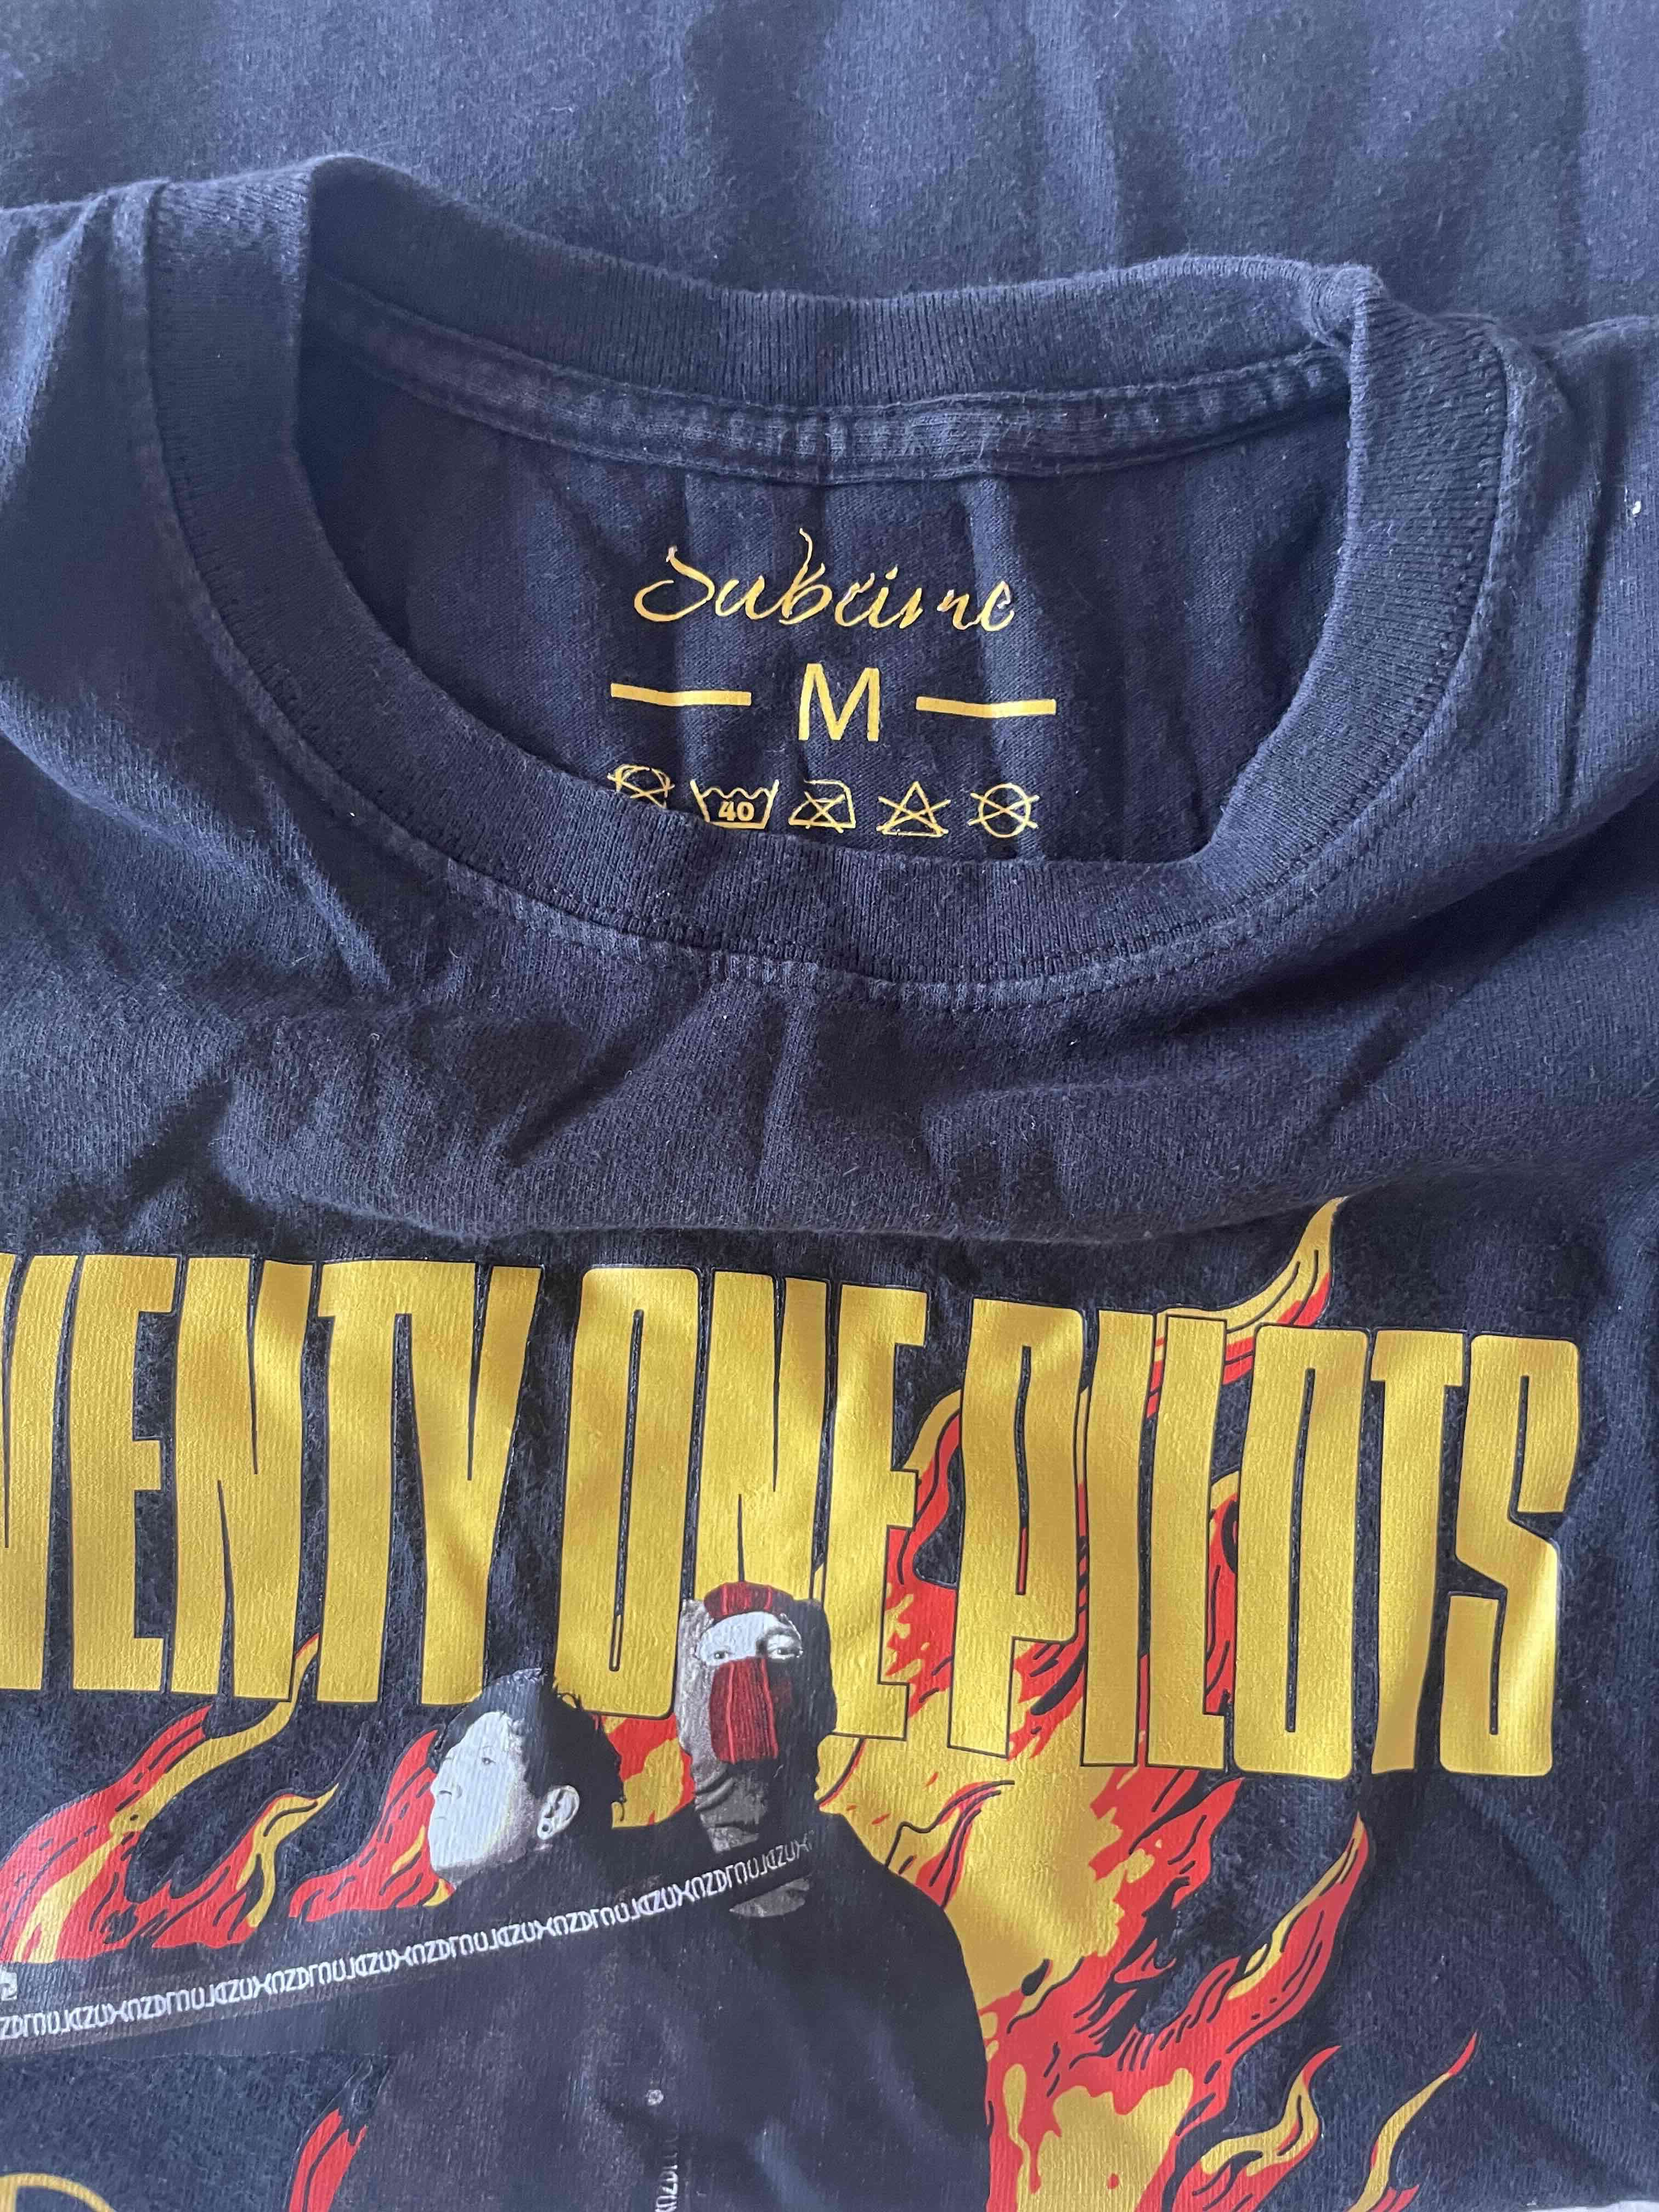 Sublime
— M —
40
WENTY ONE PILOTS